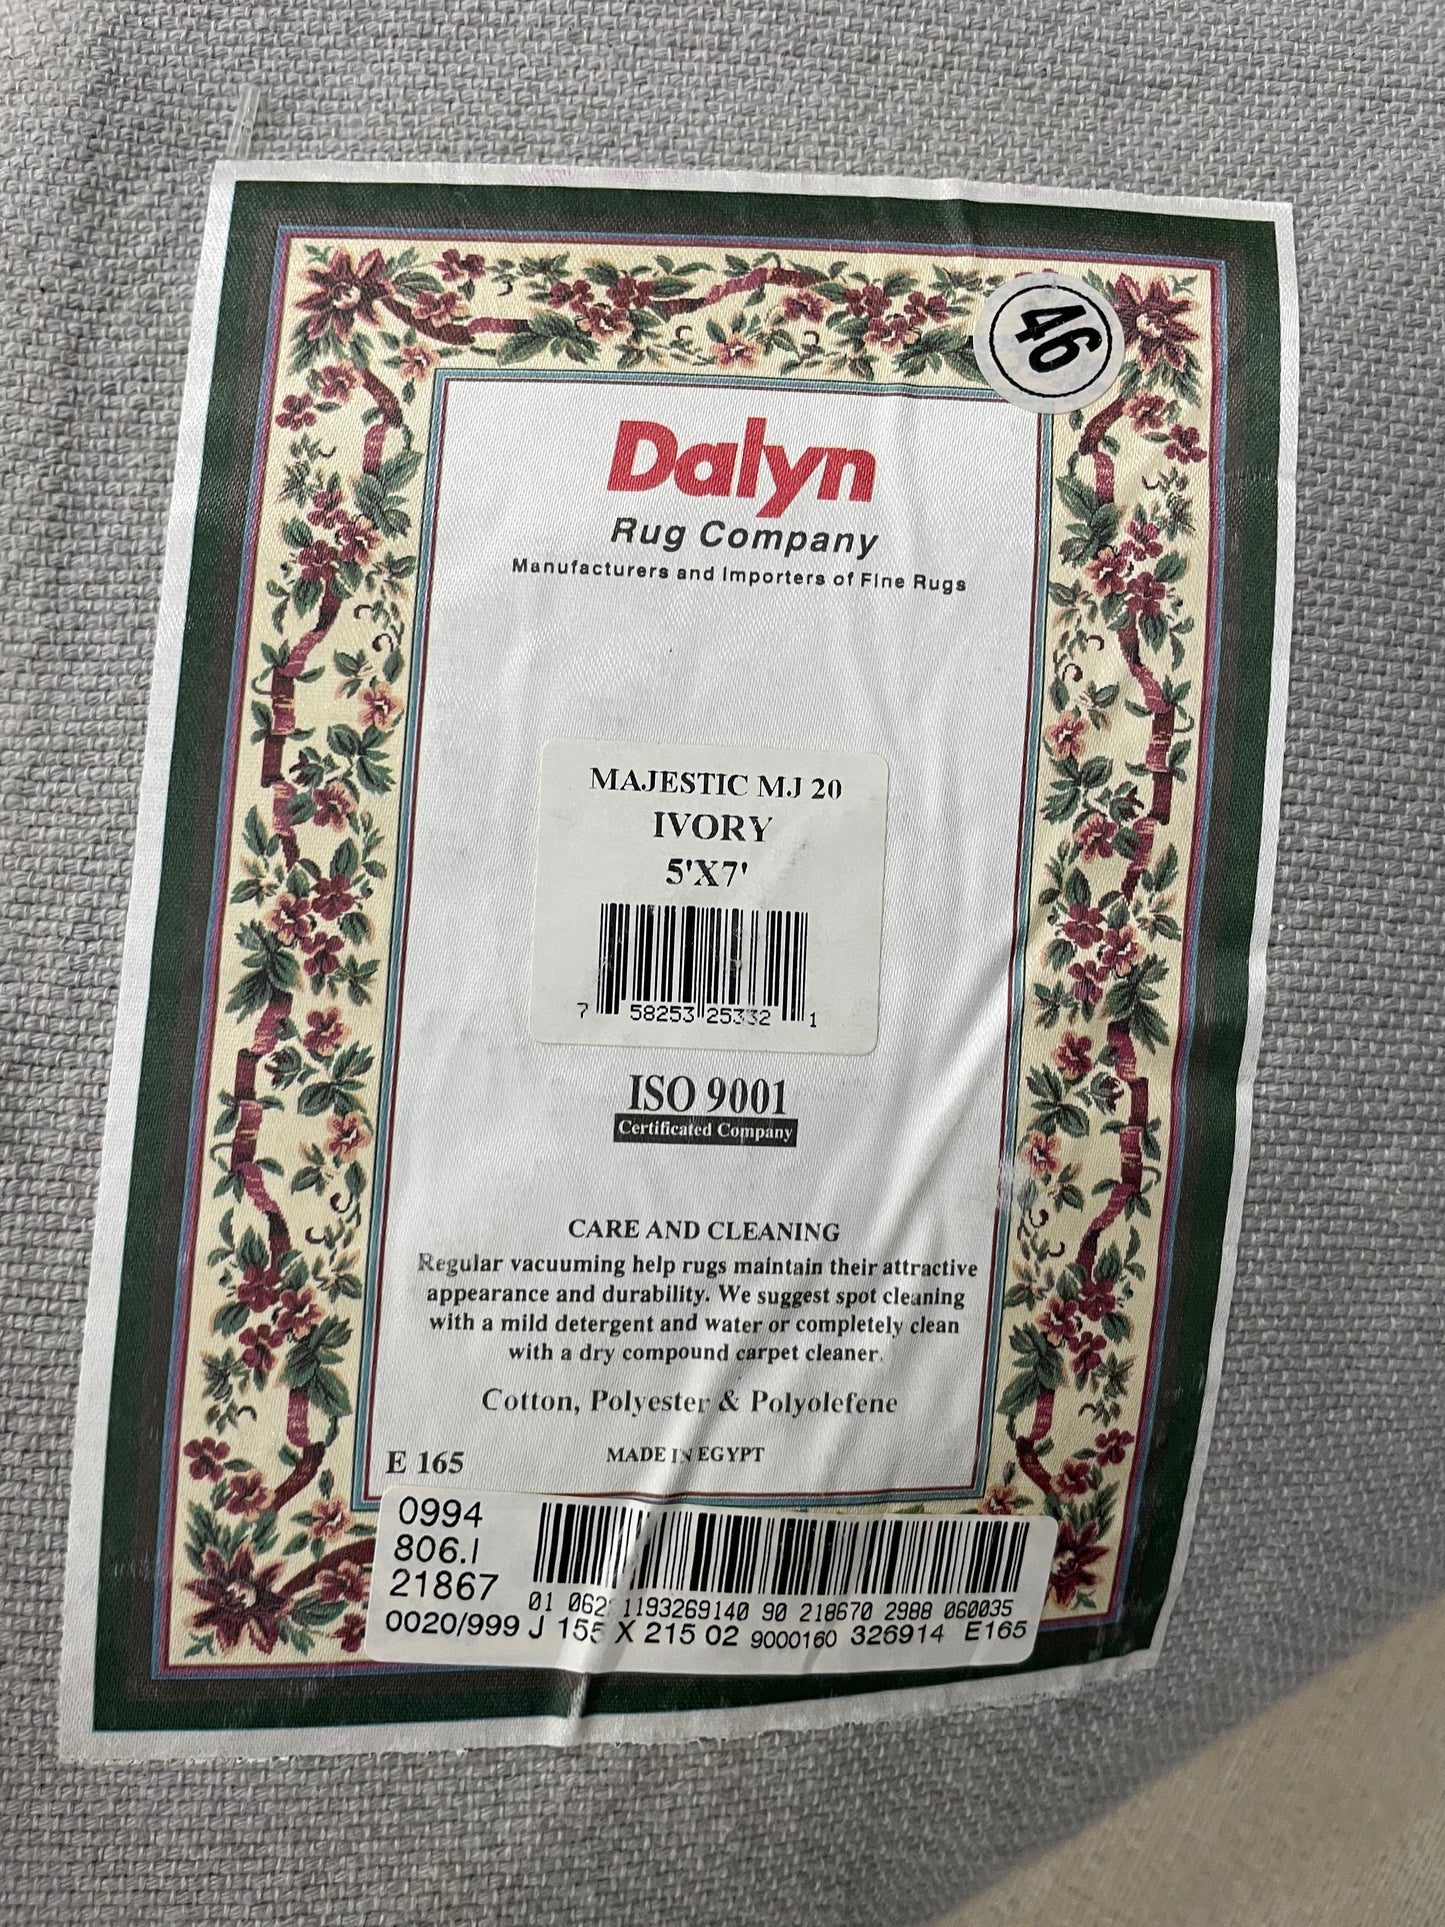 46
Dalyn
Rug Company
Manufacturers and Importers of Fine Rugs
MAJESTIC MJ 20
IVORY
5'X7'
7 58253 25332 1
ISO 9001
Certificated Company
CARE AND CLEANING
Regular vacuuming help rugs maintain their attractive
appearance and durability. We suggest spot cleaning
with a mild detergent and water or completely clean
with a dry compound carpet cleaner.
Cotton, Polyester & Polyolefene
MADE IN EGYPT
E 165
0994
806.I
21867
01 062 1193269140 90 218670 2988 060035
0020/999 J 155 X 215 02 9000160 326914 E165